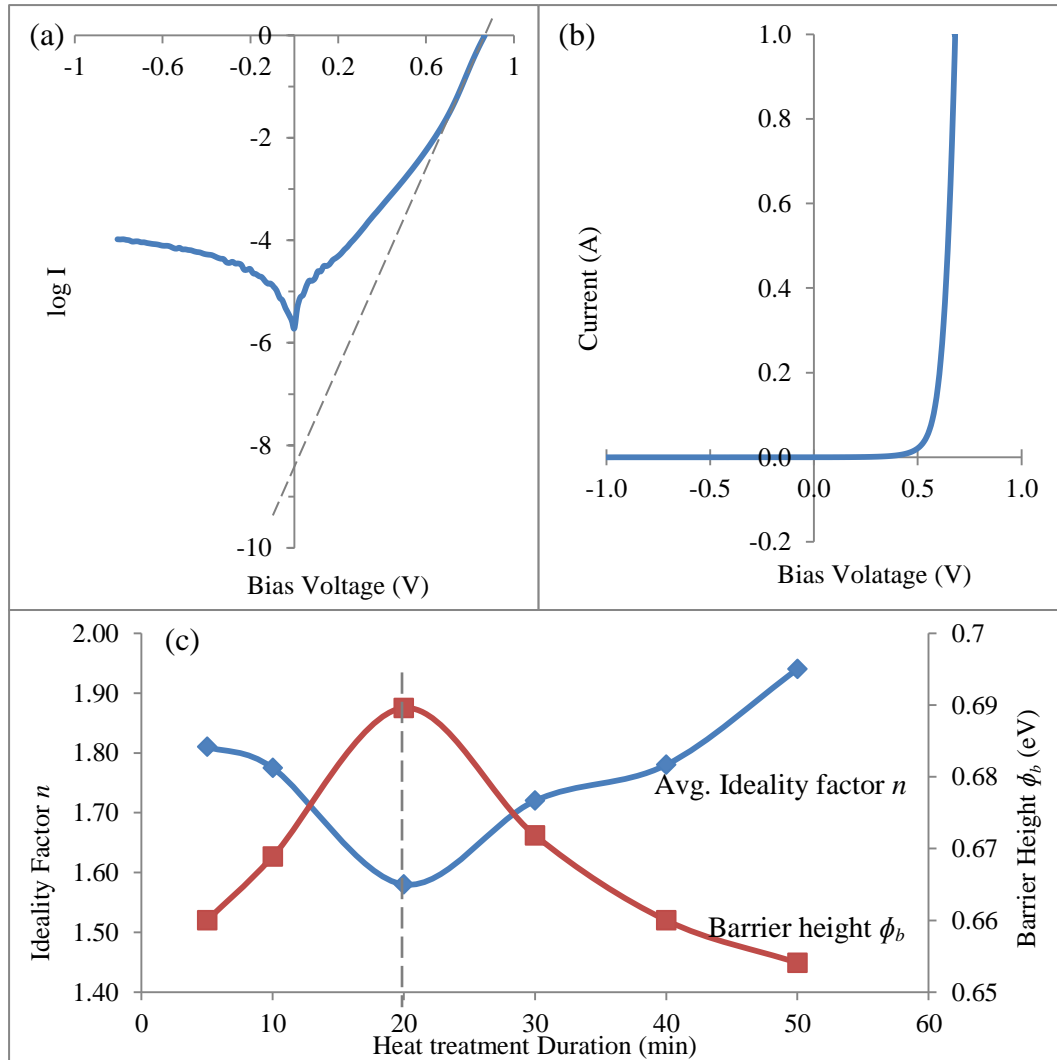 (a)
0
-1 -0.6 -0.2 0.2 0.6 1
-2
-4
-6
-8
-10
log I
Bias Voltage (V)
(b)
1.0
0.8
0.6
0.4
0.2
0.0
-0.2
-1.0 -0.5 0.0 0.5 1.0
Current (A)
Bias Volatage (V)
(c)
2.00
1.90
1.80
1.70
1.60
1.50
1.40
Ideality Factor n
0.7
0.69
0.68
0.67
0.66
0.65
Barrier Height ϕb (eV)
Avg. Ideality factor n
Barrier height ϕb
0 10 20 30 40 50 60
Heat treatment Duration (min)